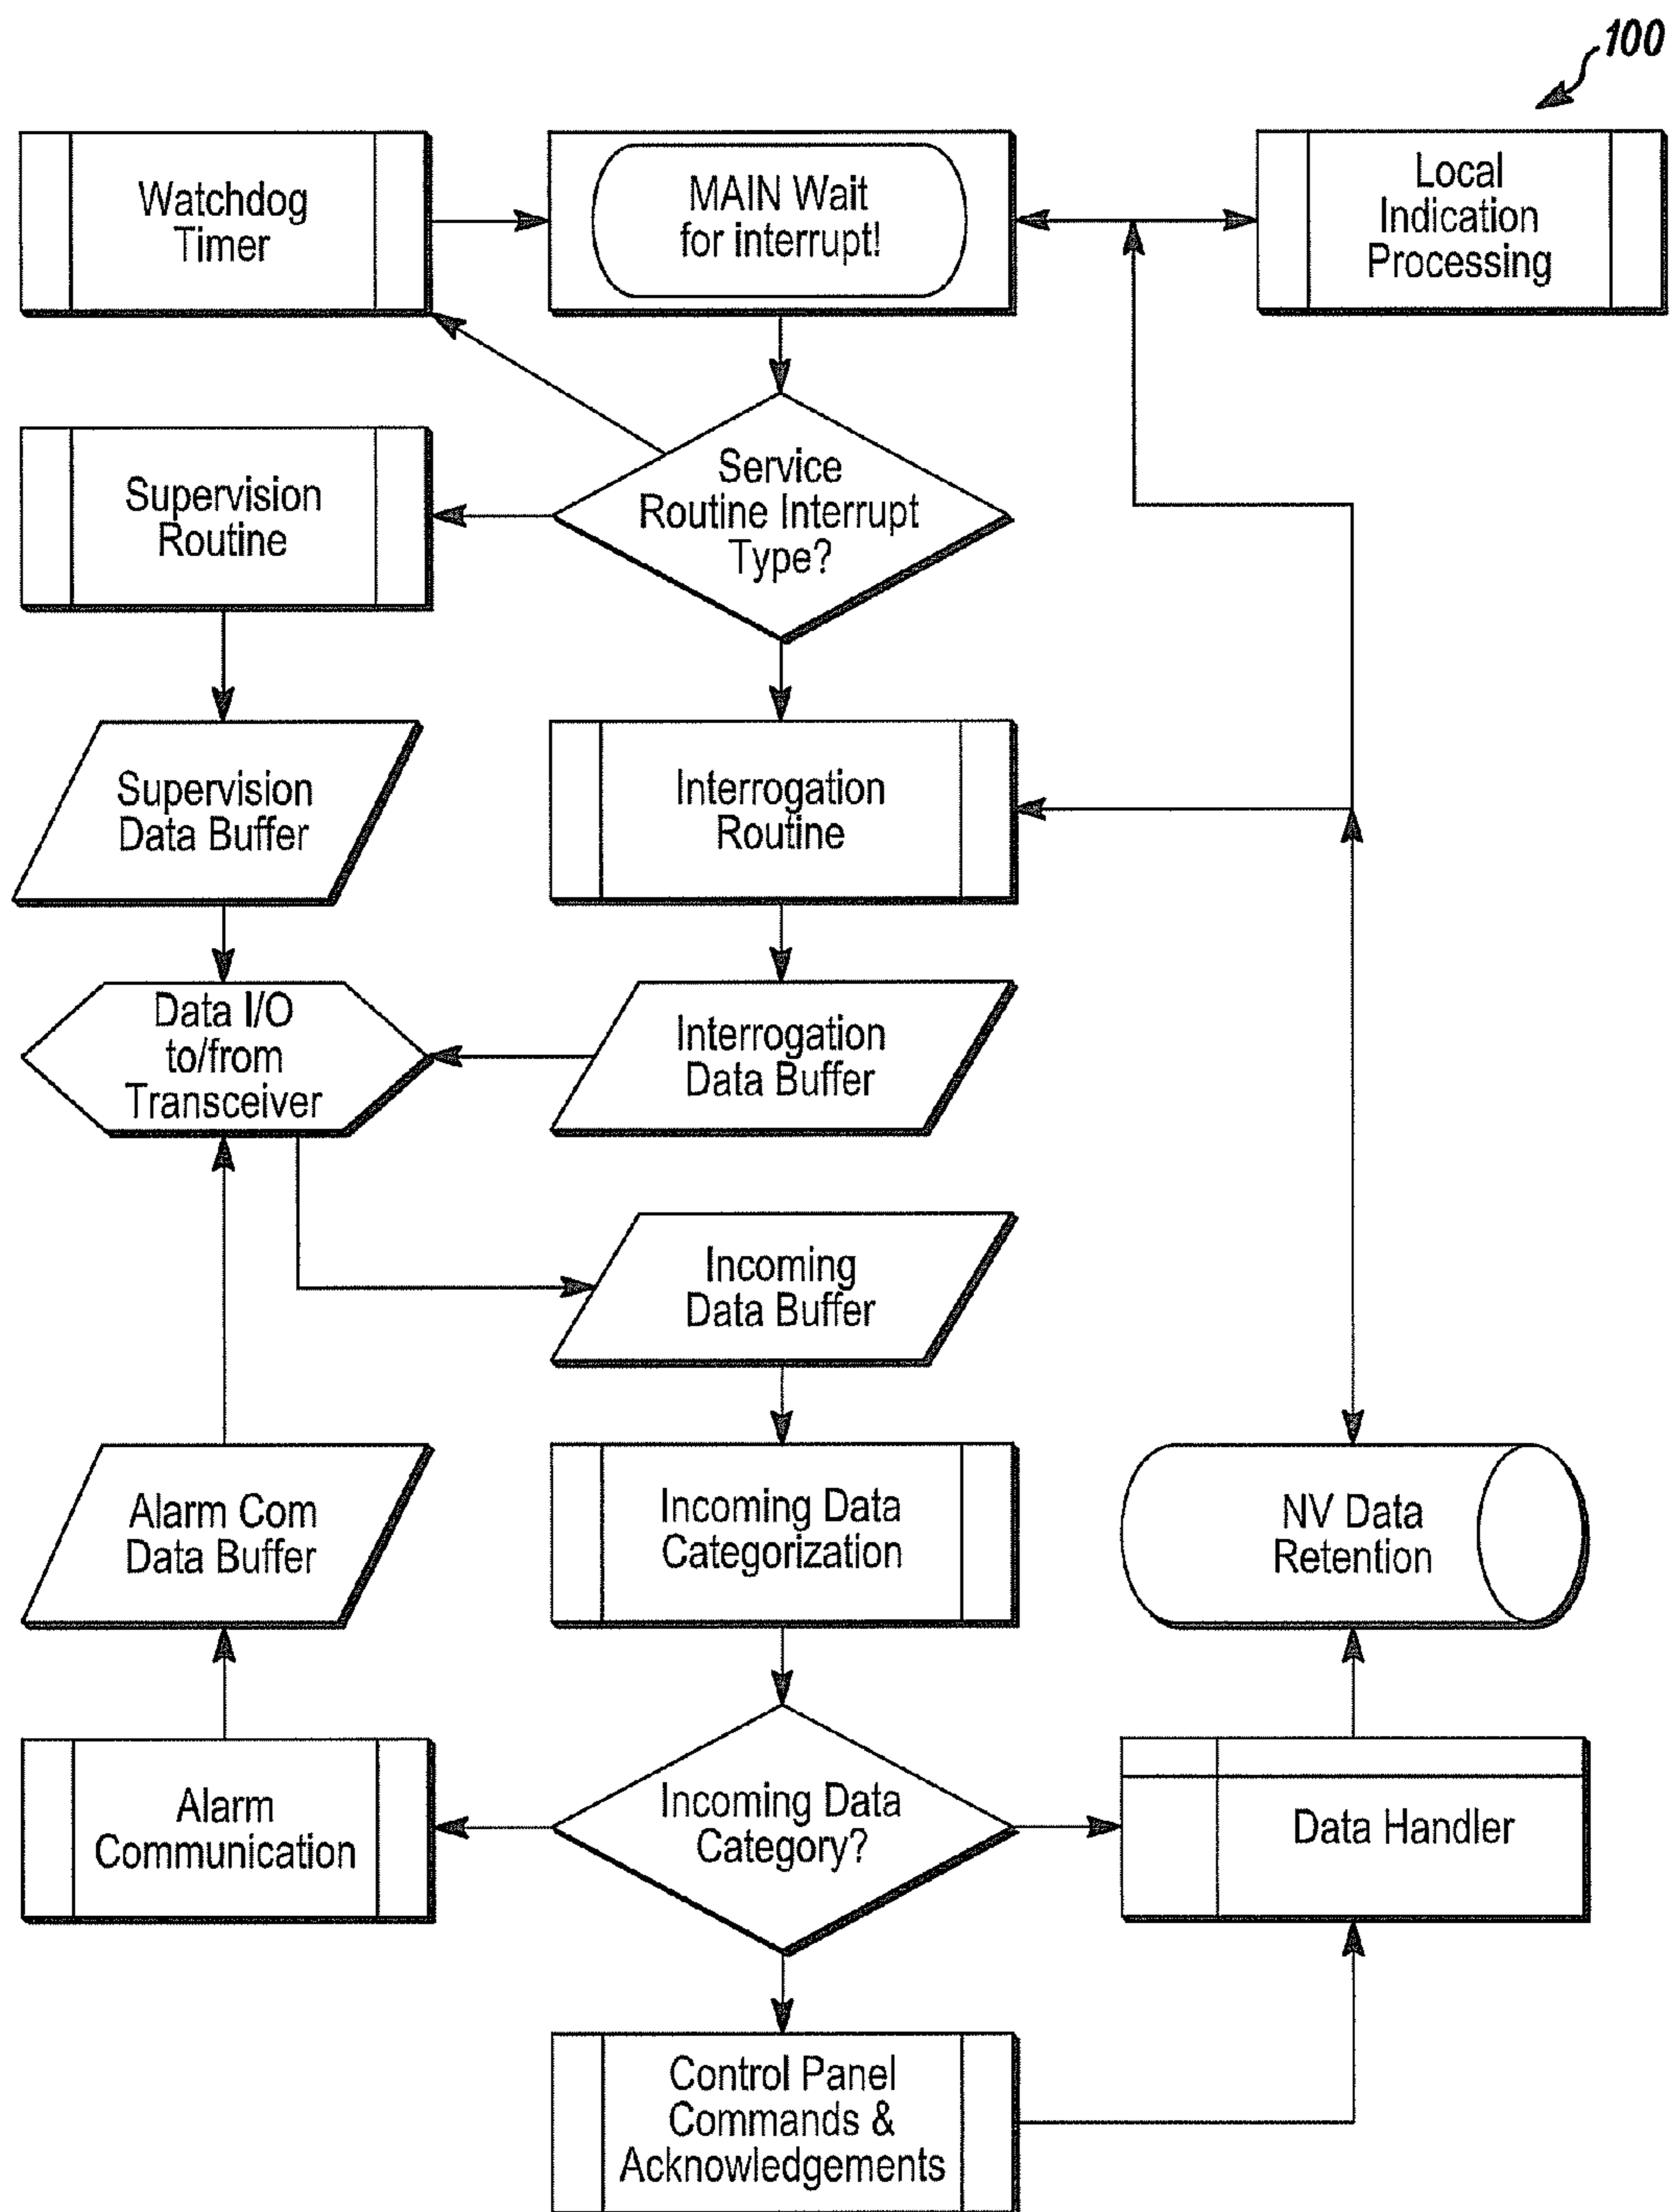 100
Watchdog
Timer
MAIN Wait
for interrupt!
Local
Indication
Processing
Supervision
Routine
Service
Routine Interrupt
Type?
Supervision
Data Buffer
Interrogation
Routine
Data I/O
to/from
Transceiver
Interrogation
Data Buffer
Incoming
Data Buffer
Alarm Com
Data Buffer
Incoming Data
Categorization
NV Data
Retention
Alarm
Communication
Incoming Data
Category?
Data Handler
Control Panel
Commands &
Acknowledgements